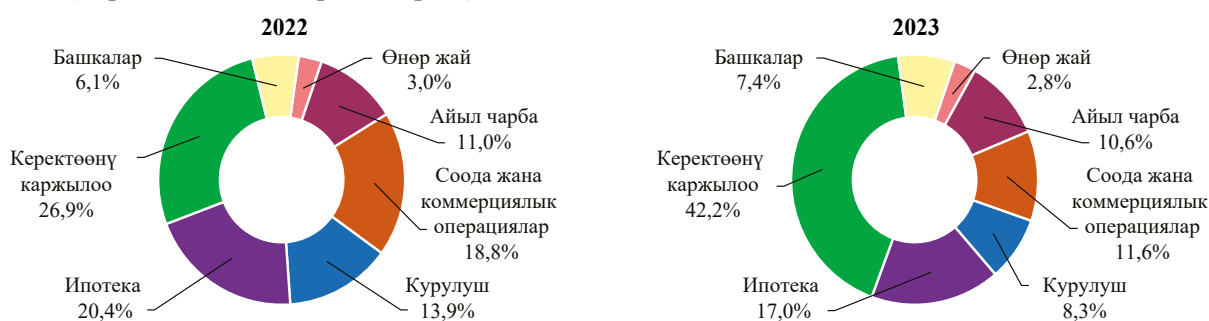 2022
Башкалар
6,1%
Өнөр жай
3,0%
Айыл чарба
11,0%
Керектөөнү
каржылоо
26,9%
Соода жана
коммерциялык
операциялар
18,8%
Ипотека
20,4%
Курулуш
13,9%
2023
Башкалар
7,4%
Өнөр жай
2,8%
Айыл чарба
10,6%
Керектөөнү
каржылоо
42,2%
Соода жана
коммерциялык
операциялар
11,6%
Ипотека
17,0%
Курулуш
8,3%